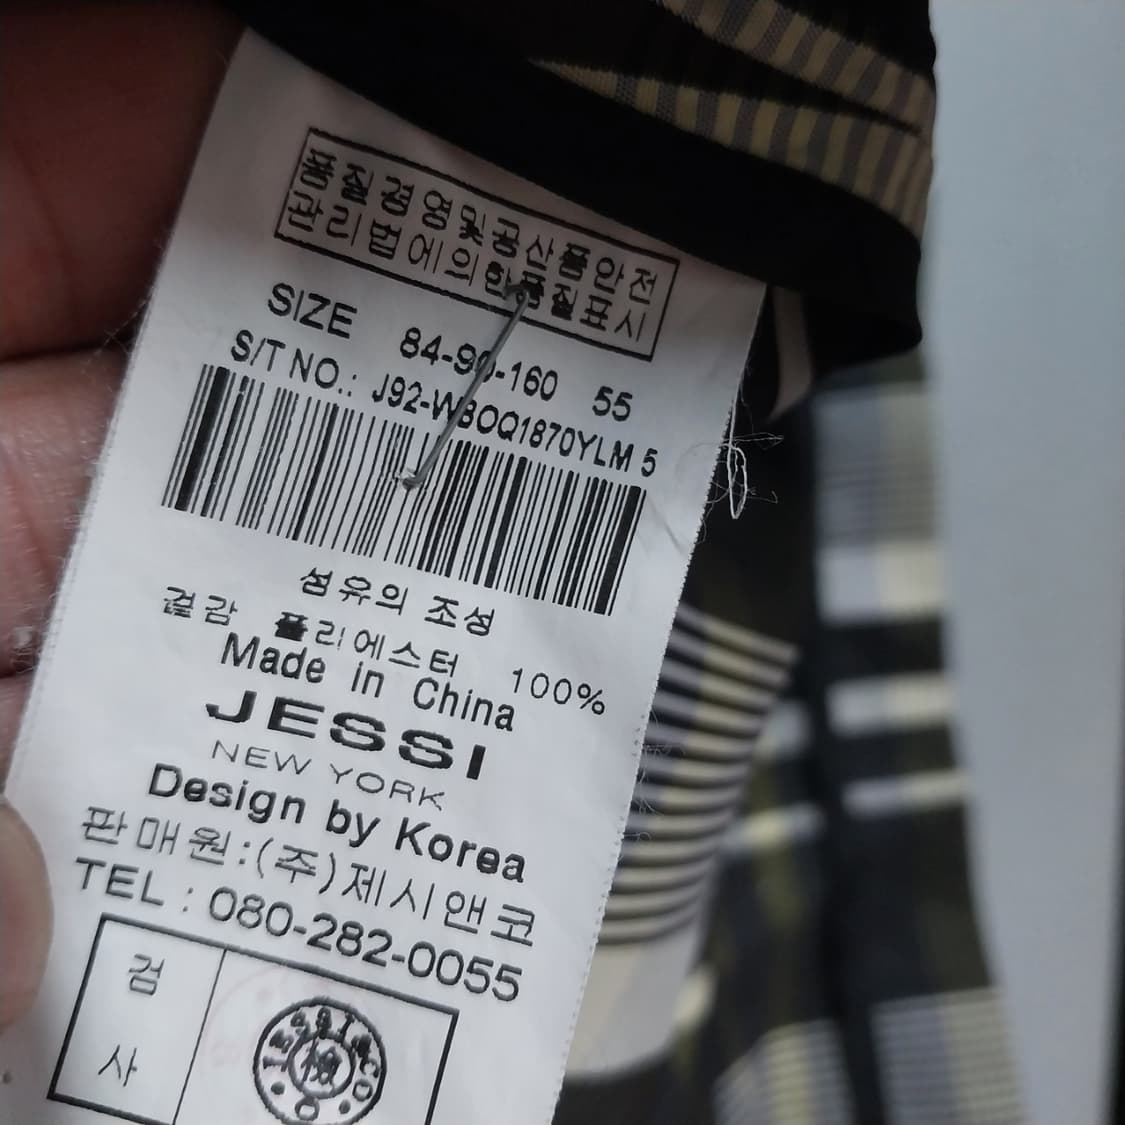 품질경영및공산품안전
관리법에의한품질표시
SIZE 84-90-160 55
S/T NO.: J92-W8OQ1870YLM 5
섬유의 조성
겉감 폴리에스터 100%
Made in China
JESSI
NEW YORK
Design by Korea
판매원:(주)제시앤코
TEL : 080-282-0055
검
사
檢